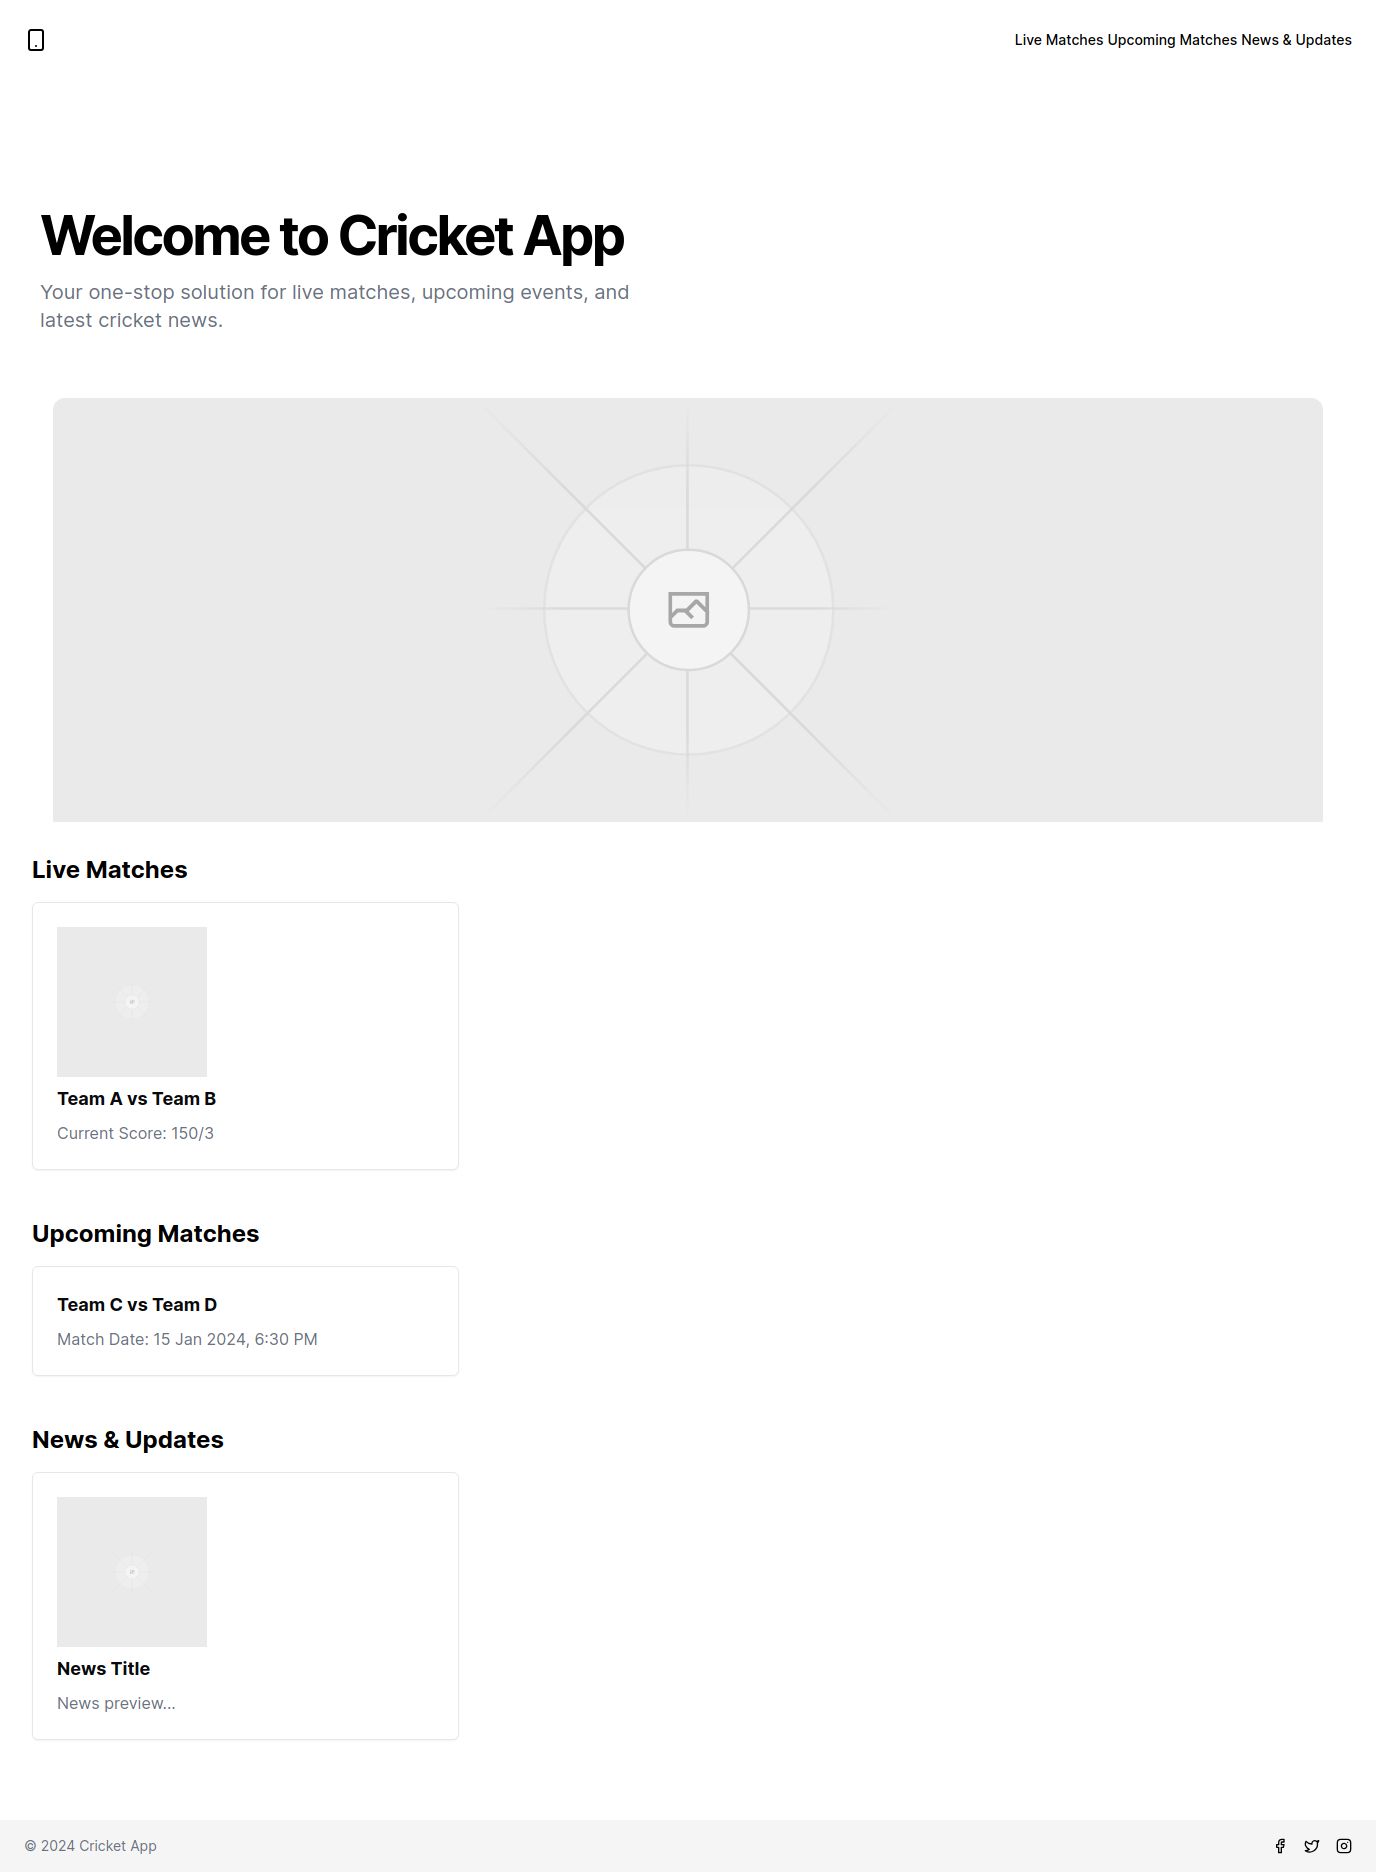 Live Matches Upcoming Matches News & Updates
Welcome to Cricket App
Your one-stop solution for live matches, upcoming events, and
latest cricket news.
Live Matches
Team A vs Team B
Current Score: 150/3
Upcoming Matches
Team C vs Team D
Match Date: 15 Jan 2024, 6:30 PM
News & Updates
News Title
News preview...
© 2024 Cricket App